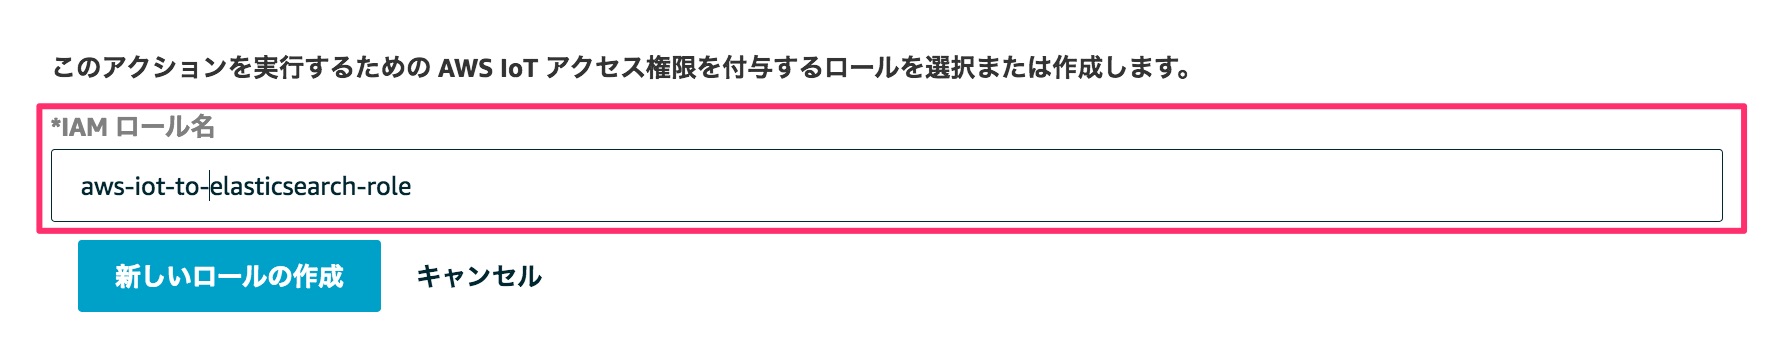 このアクションを実行するための AWS IoT アクセス権限を付与するロールを選択または作成します。
*IAM ロール名
aws-iot-to-elasticsearch-role
新しいロールの作成 キャンセル